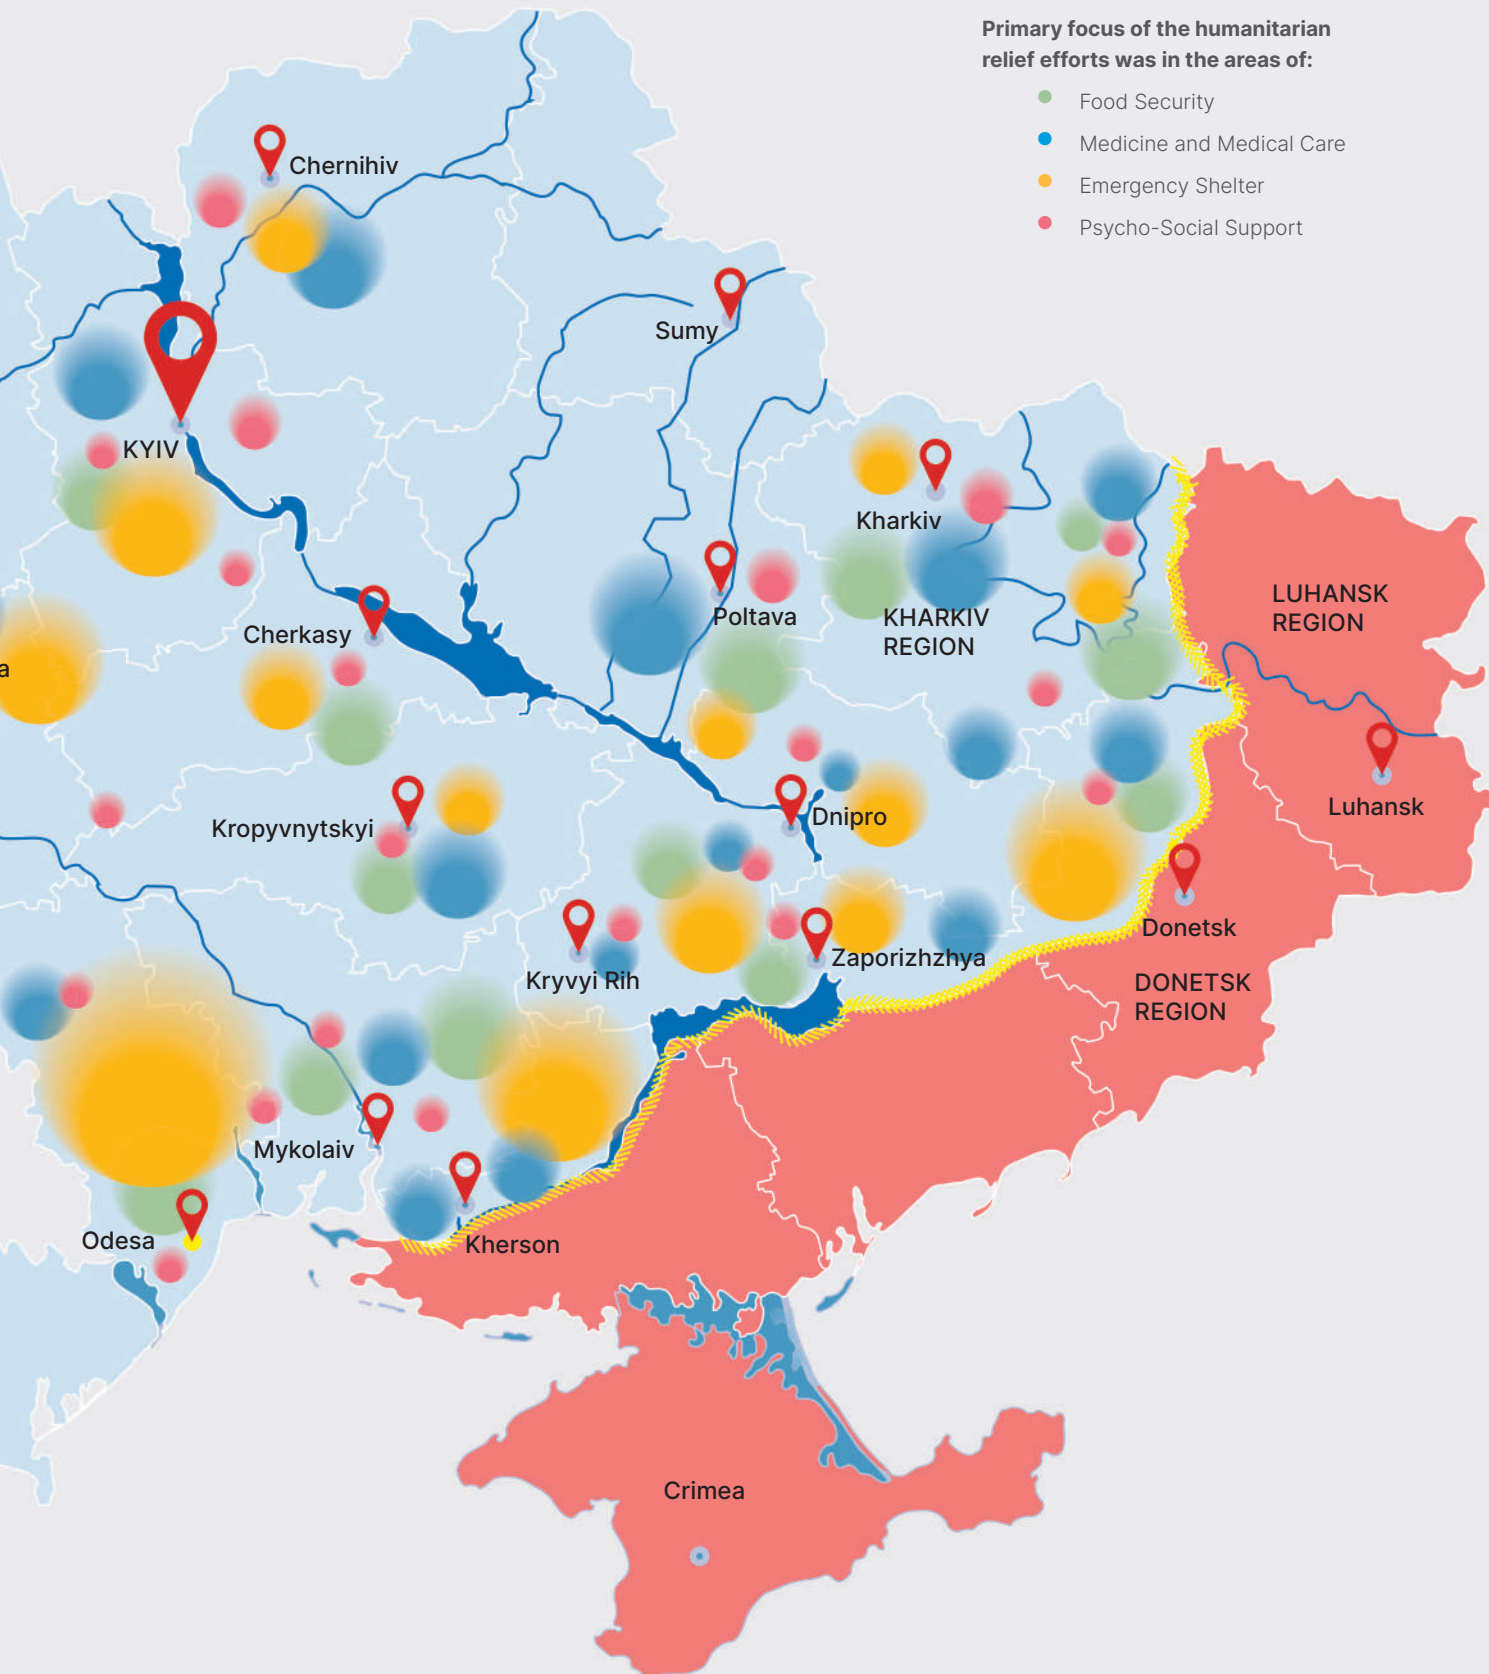 Primary focus of the humanitarian
relief efforts was in the areas of:
Food Security
Medicine and Medical Care
Emergency Shelter
Psycho-Social Support
Chernihiv
Sumy
KYIV
Kharkiv
KHARKIV
REGION
LUHANSK
REGION
Poltava
Cherkasy
a
Luhansk
Kropyvnytskyi
Dnipro
Donetsk
Zaporizhzhya
Kryvyi Rih
DONETSK
REGION
Mykolaiv
Odesa
Kherson
Crimea